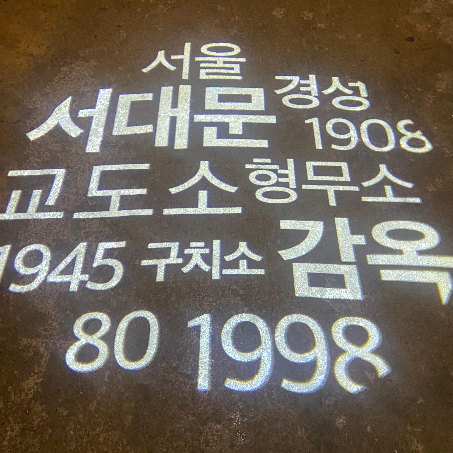 서울
서대문 경성
1908
교도소 형무소
1945 구치소 감옥
80 1998